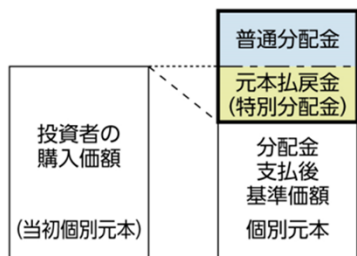 普通分配金
元本払戻金
(特別分配金)
投資者の
購入価額
(当初個別元本)
分配金
支払後
基準価額
個別元本